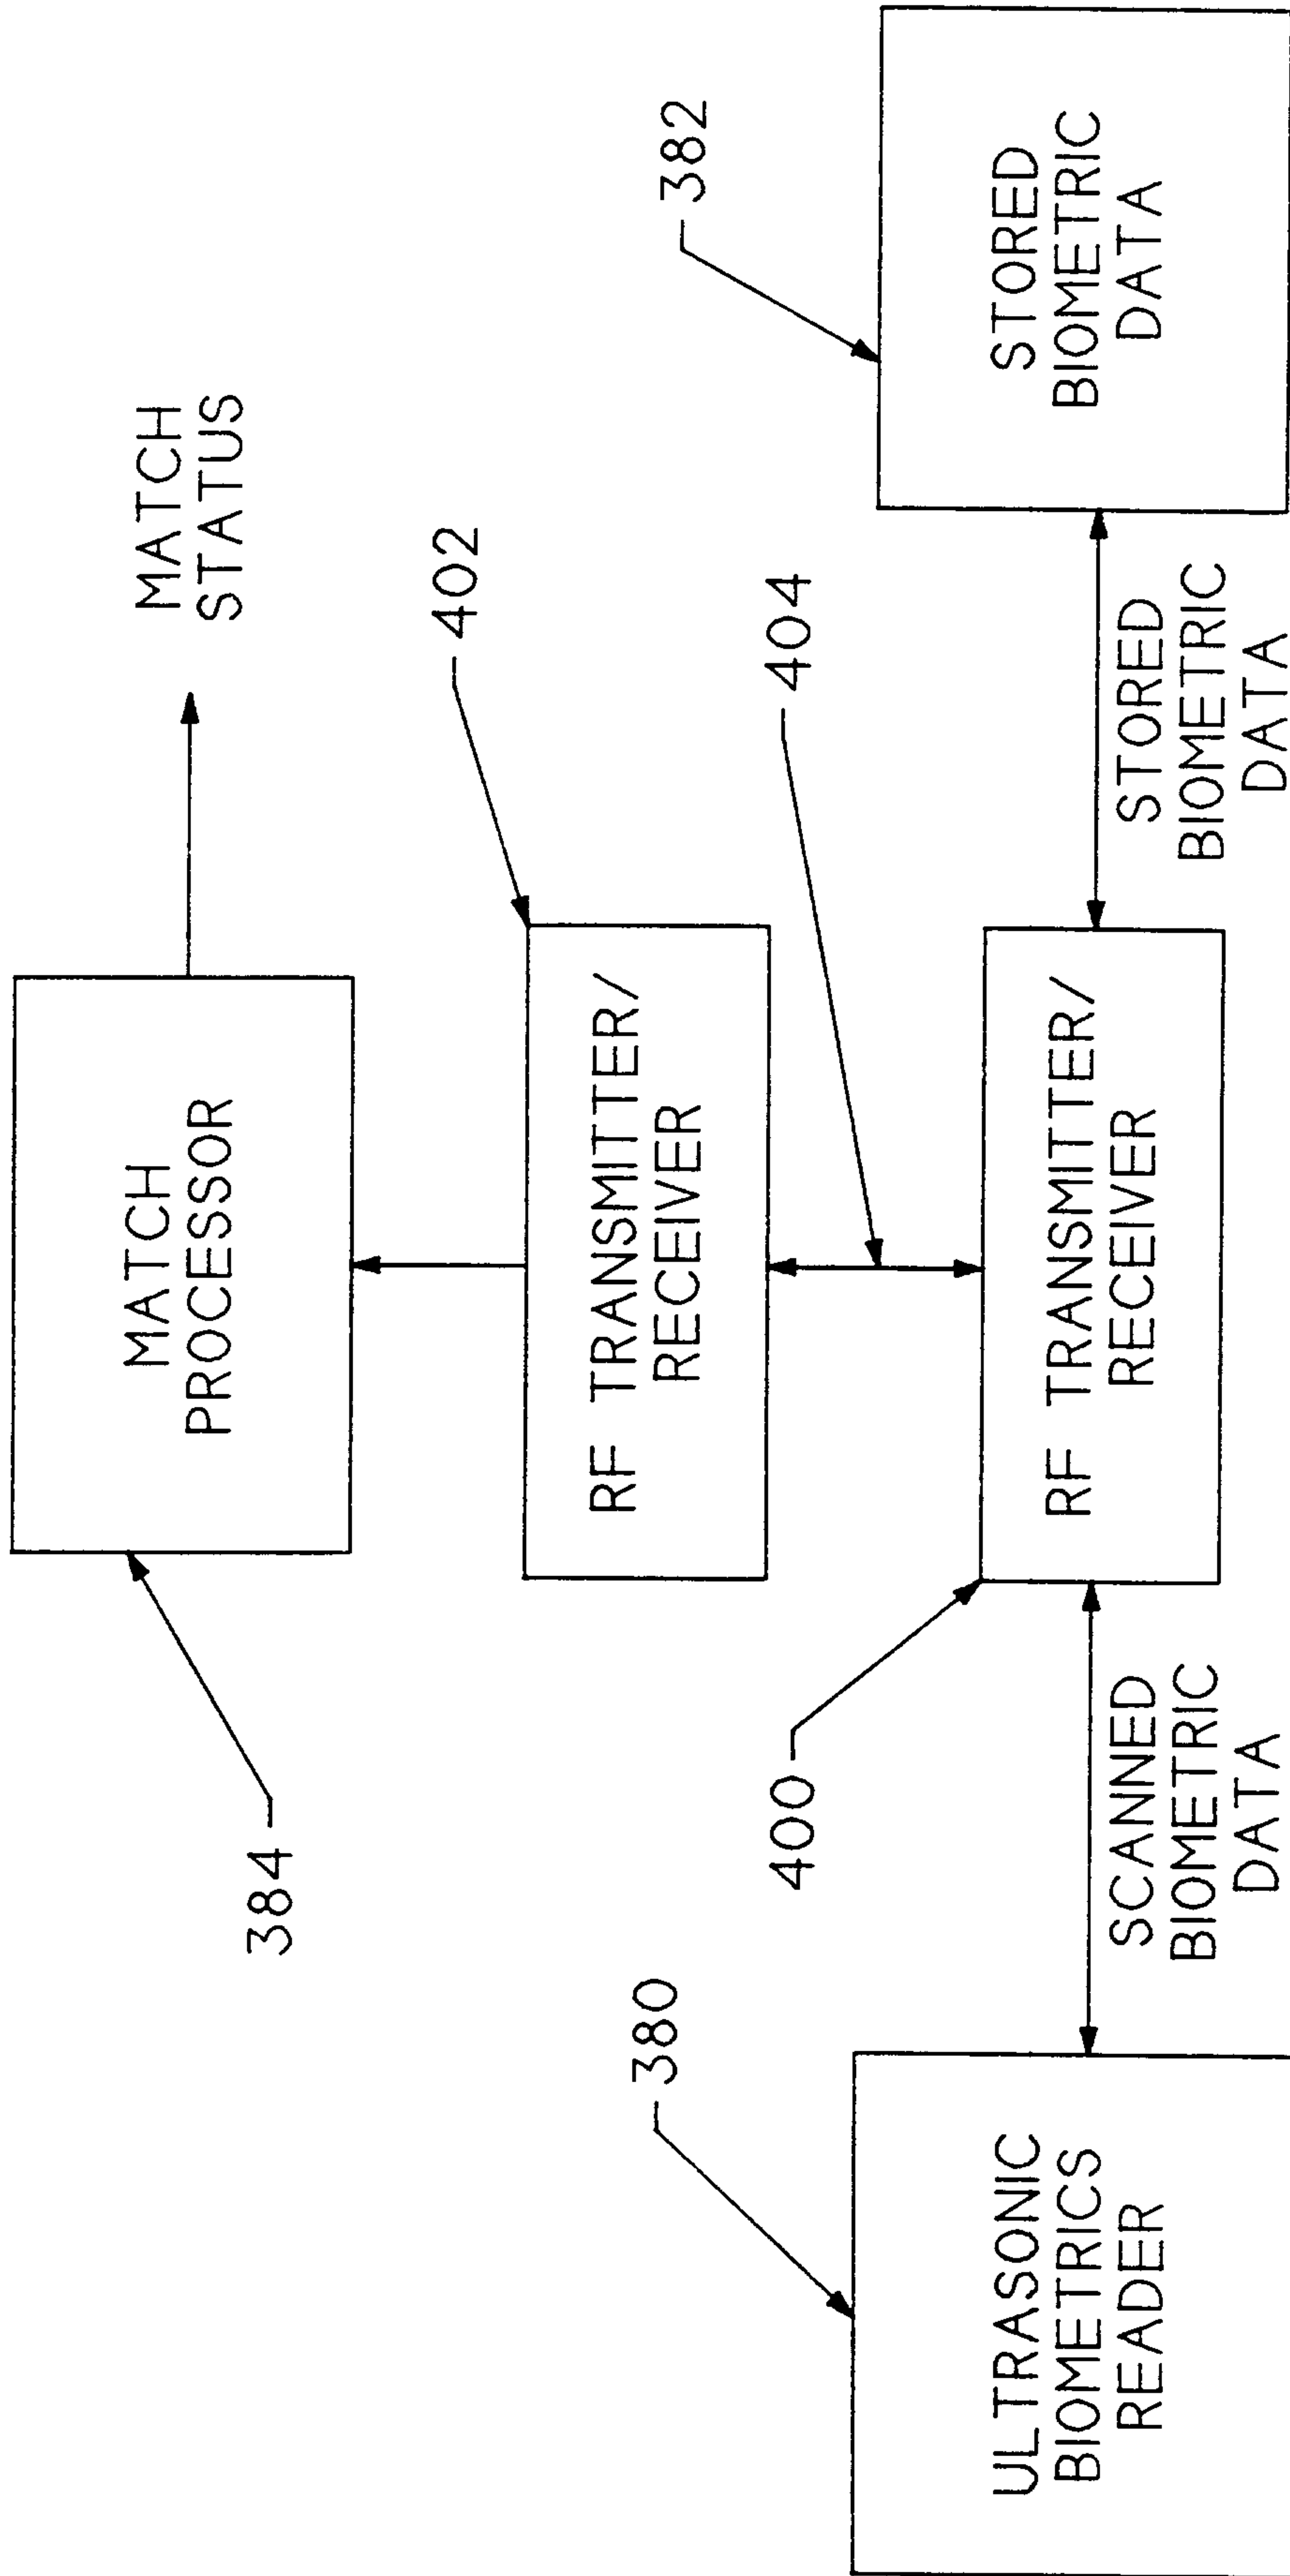 MATCH
STATUS
384
MATCH
PROCESSOR
402
RF TRANSMITTER/
RECEIVER
380
400
404
382
ULTRASONIC
BIOMETRICS
READER
SCANNED
BIOMETRIC
DATA
RF TRANSMITTER/
RECEIVER
STORED
BIOMETRIC
DATA
STORED
BIOMETRIC
DATA